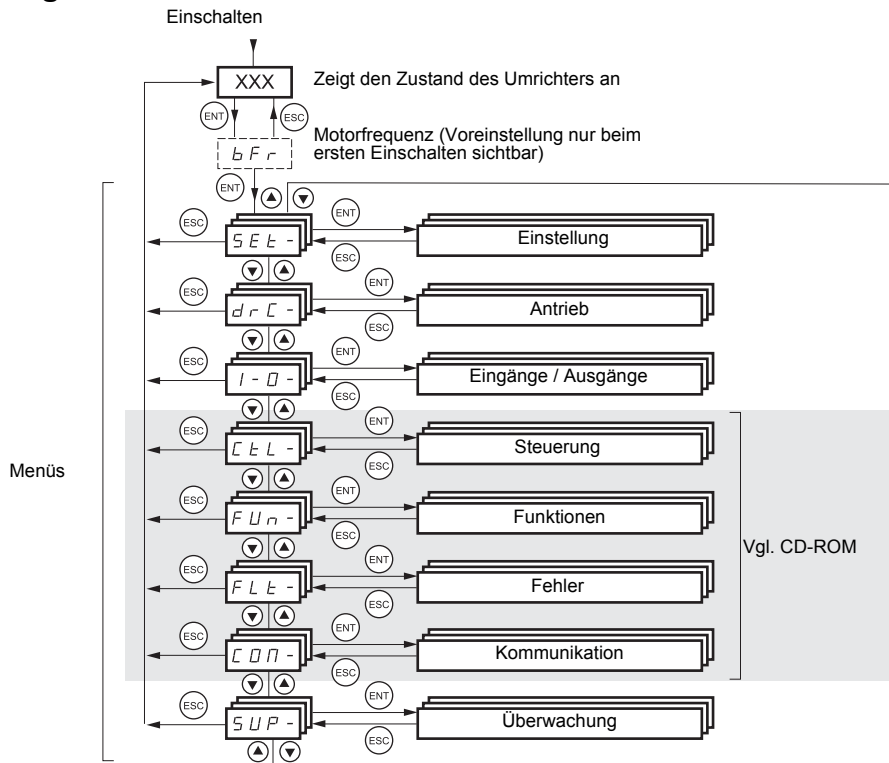 Einschalten
XXX
Zeigt den Zustand des Umrichters an
ENT
ESC
Motorfrequenz (Voreinstellung nur beim
ersten Einschalten sichtbar)
bFr
ENT
ESC
SEt-
ENT
ESC
Einstellung
ESC
drC-
ENT
ESC
Antrieb
ESC
I-O-
ENT
ESC
Eingänge / Ausgänge
ESC
CtL-
ENT
ESC
Steuerung
Menüs
ESC
FUn-
ENT
ESC
Funktionen
Vgl. CD-ROM
ESC
FLt-
ENT
ESC
Fehler
ESC
COM-
ENT
ESC
Kommunikation
ESC
SUP-
ENT
ESC
Überwachung